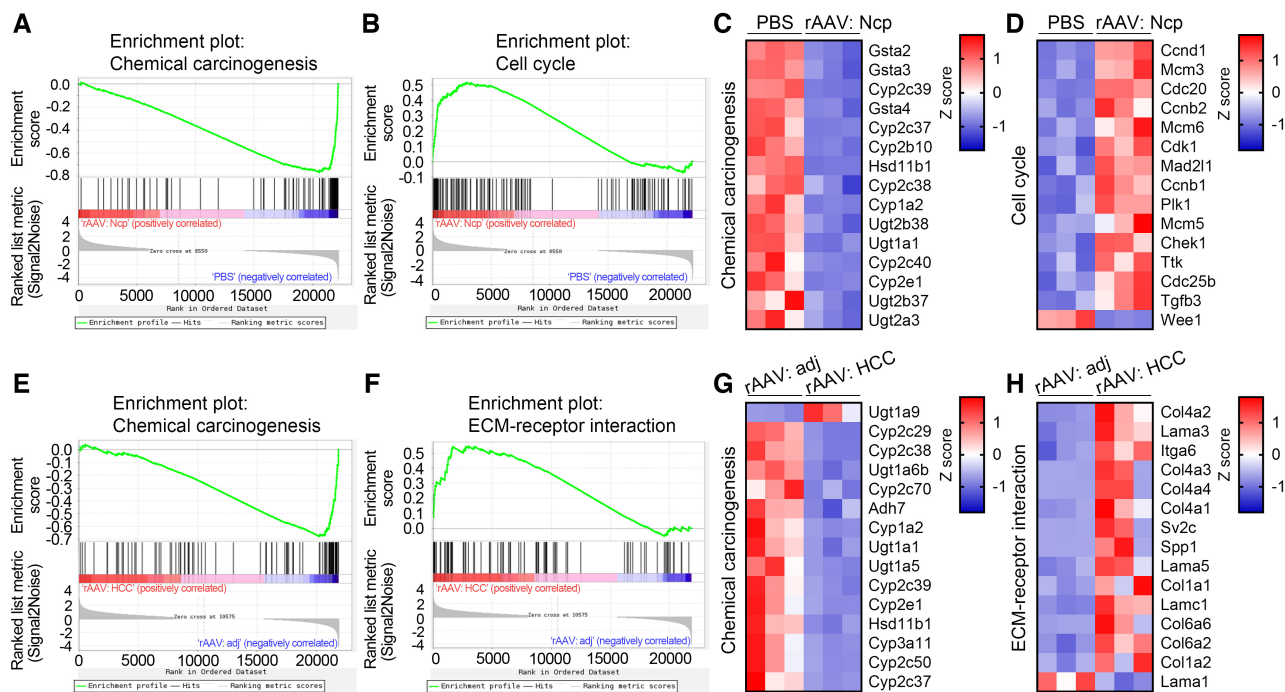 A
Enrichment plot:
Chemical carcinogenesis
Enrichment
score
0.0
-0.2
-0.4
-0.6
-0.8
Ranked list metric
(Signal2Noise)
4
2
0
-2
-4
'rAAV: Ncp' (positively correlated)
Zero cross at 8550
'PBS' (negatively correlated)
0 5000 10000 15000 20000
Rank in Ordered Dataset
Enrichment profile Hits Ranking metric scores
B
Enrichment plot:
Cell cycle
Enrichment
score
0.5
0.4
0.3
0.2
0.1
0.0
-0.1
Ranked list metric
(Signal2Noise)
4
2
0
-2
-4
'rAAV: Ncp' (positively correlated)
Zero cross at 8550
'PBS' (negatively correlated)
0 5000 10000 15000 20000
Rank in Ordered Dataset
Enrichment profile Hits Ranking metric scores
C
PBS rAAV: Ncp
Chemical carcinogenesis
Gsta2
Gsta3
Cyp2c39
Gsta4
Cyp2c37
Cyp2b10
Hsd11b1
Cyp2c38
Cyp1a2
Ugt2b38
Ugt1a1
Cyp2c40
Cyp2e1
Ugt2b37
Ugt2a3
Z score
1
0
-1
D
PBS rAAV: Ncp
Cell cycle
Ccnd1
Mcm3
Cdc20
Ccnb2
Mcm6
Cdk1
Mad2l1
Ccnb1
Plk1
Mcm5
Chek1
Ttk
Cdc25b
Tgfb3
Wee1
Z score
1
0
-1
E
Enrichment plot:
Chemical carcinogenesis
Enrichment
score
0.0
-0.1
-0.2
-0.3
-0.4
-0.5
-0.6
-0.7
Ranked list metric
(Signal2Noise)
4
2
0
-2
-4
'rAAV: HCC' (positively correlated)
Zero cross at 10575
'rAAV: adj' (negatively correlated)
0 5000 10000 15000 20000
Rank in Ordered Dataset
Enrichment profile Hits Ranking metric scores
F
Enrichment plot:
ECM-receptor interaction
Enrichment
score
0.5
0.4
0.3
0.2
0.1
0.0
Ranked list metric
(Signal2Noise)
4
2
0
-2
-4
'rAAV: HCC' (positively correlated)
Zero cross at 10575
'rAAV: adj' (negatively correlated)
0 5000 10000 15000 20000
Rank in Ordered Dataset
Enrichment profile Hits Ranking metric scores
G
rAAV: adj
rAAV: HCC
Chemical carcinogenesis
Ugt1a9
Cyp2c29
Cyp2c38
Ugt1a6b
Cyp2c70
Adh7
Cyp1a2
Ugt1a1
Ugt1a5
Cyp2c39
Cyp2e1
Hsd11b1
Cyp3a11
Cyp2c50
Cyp2c37
Z score
1
0
-1
H
rAAV: adj
rAAV: HCC
ECM-receptor interaction
Col4a2
Lama3
Itga6
Col4a3
Col4a4
Col4a1
Sv2c
Spp1
Lama5
Col1a1
Lamc1
Col6a6
Col6a2
Col1a2
Lama1
Z score
1
0
-1